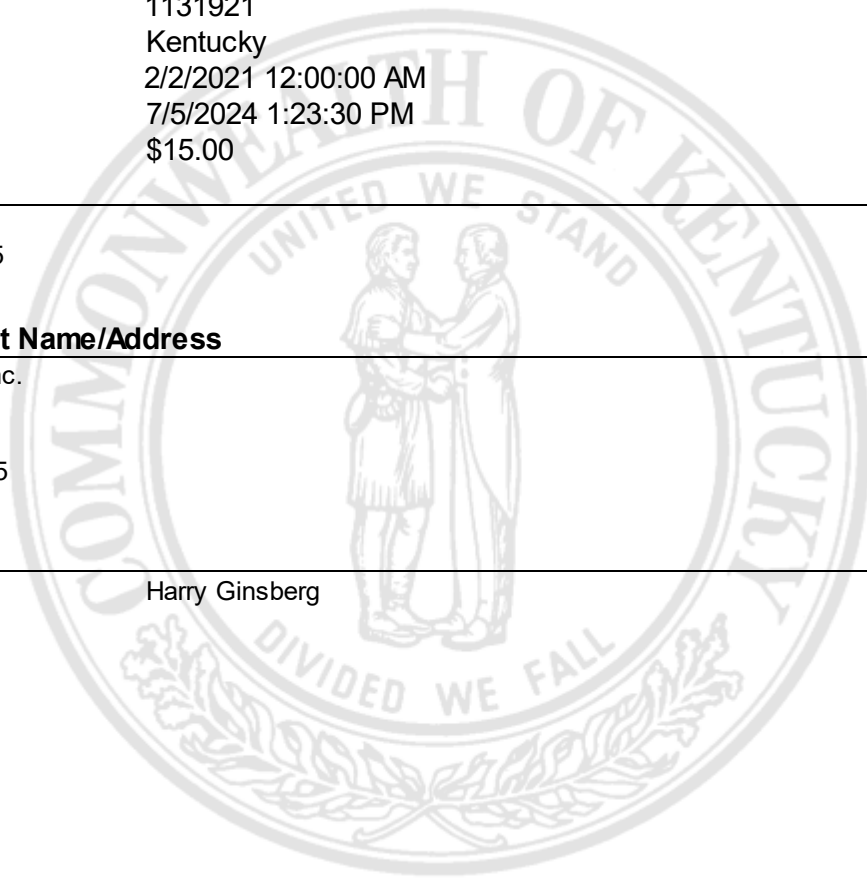 1131921
Kentucky
2/2/2021 12:00:00 AM
7/5/2024 1:23:30 PM
$15.00
5
t Name/Address
nc.
5
Harry Ginsberg
COMMONWEALTH OF KENTUCKY
UNITED WE STAND
DIVIDED WE FALL